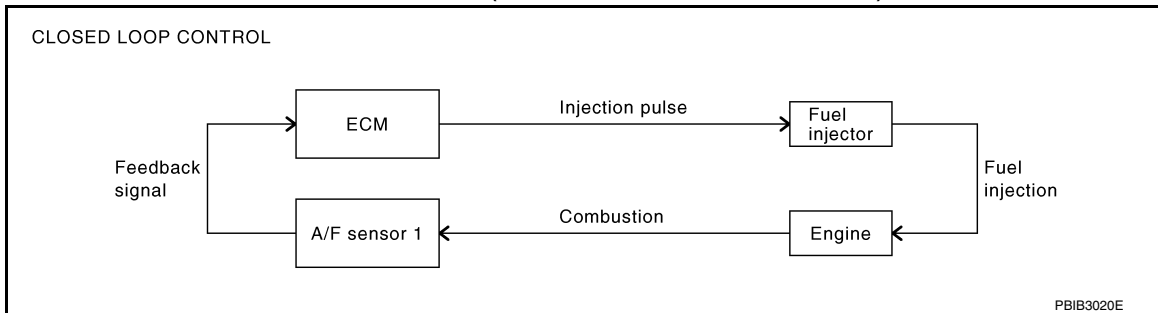 CLOSED LOOP CONTROL
ECM
Injection pulse
Fuel
injector
Feedback
signal
Fuel
injection
A/F sensor 1
Combustion
Engine
PBIB3020E